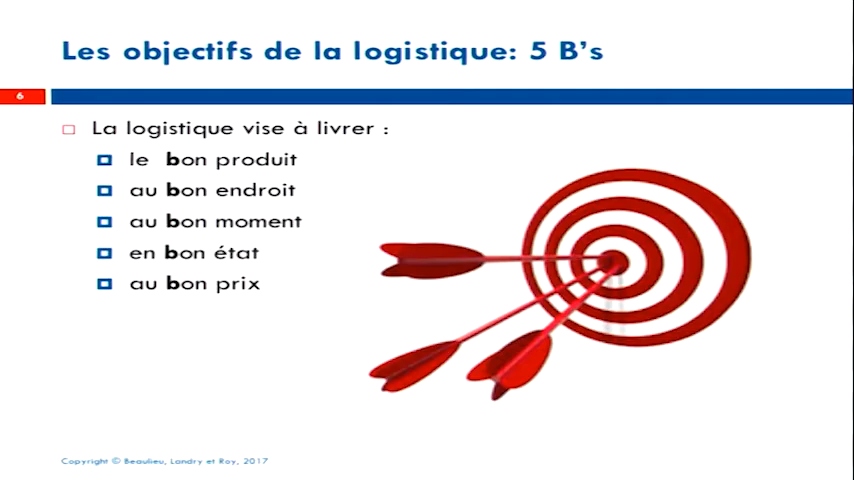 Les objectifs de la logistique: 5 B's
6
La logistique vise à livrer :
le bon produit
au bon endroit
au bon moment
en bon état
au bon prix
Copyright © Beaulieu, Landry et Roy, 2017